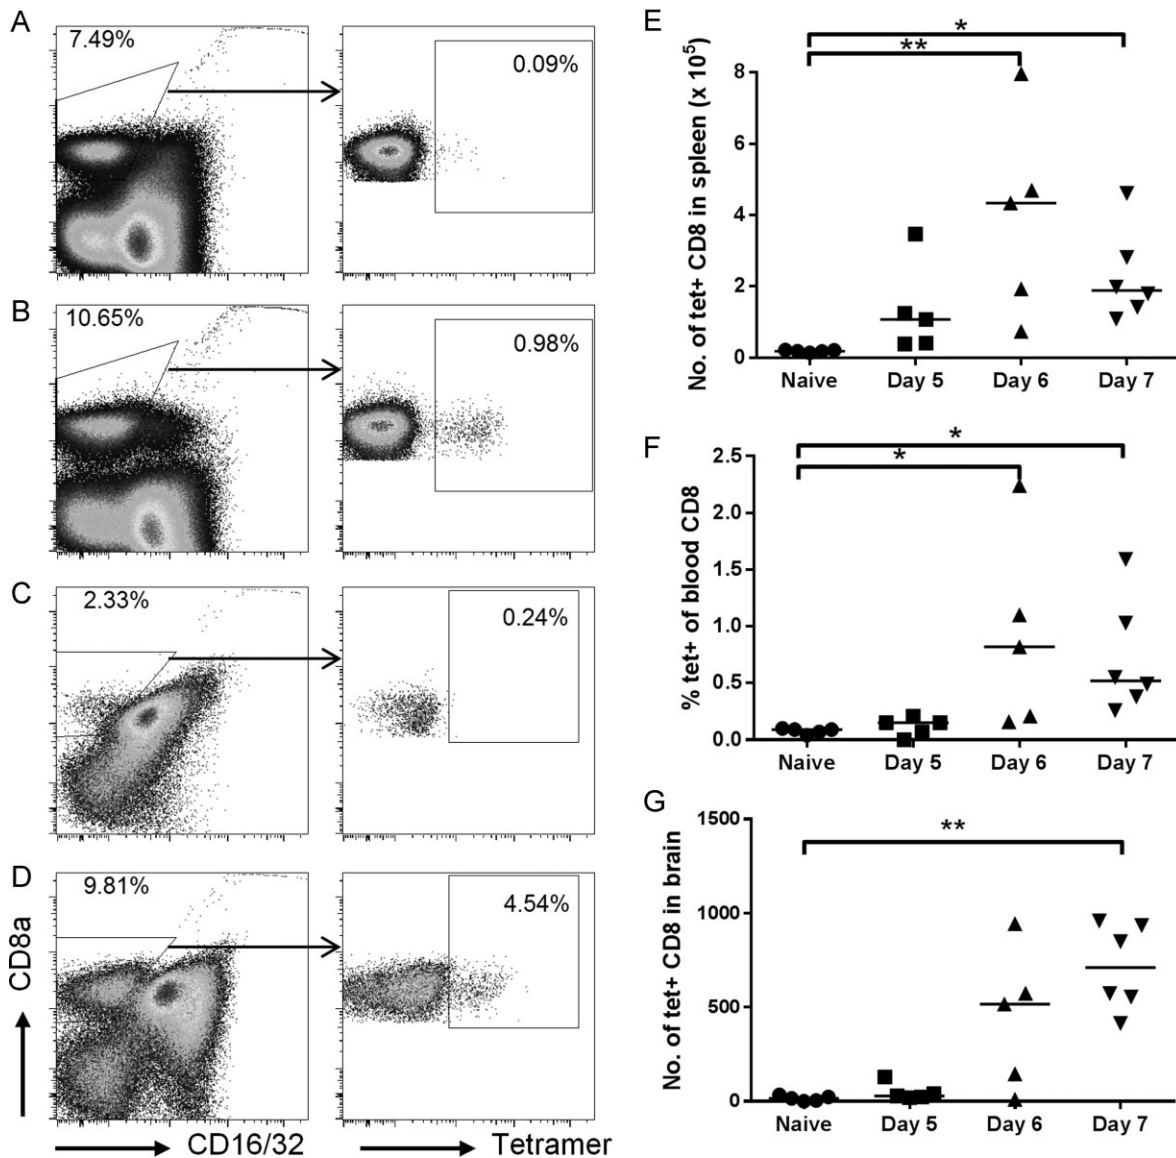 A
7.49%
0.09%
B
10.65%
0.98%
C
2.33%
0.24%
D
9.81%
4.54%
CD8a
CD16/32
Tetramer
E
No. of tet+ CD8 in spleen (x 10⁵)
*
**
8
6
4
2
0
Naive Day 5 Day 6 Day 7
F
% tet+ of blood CD8
*
*
2.5
2.0
1.5
1.0
0.5
0.0
Naive Day 5 Day 6 Day 7
G
No. of tet+ CD8 in brain
**
1500
1000
500
0
Naive Day 5 Day 6 Day 7